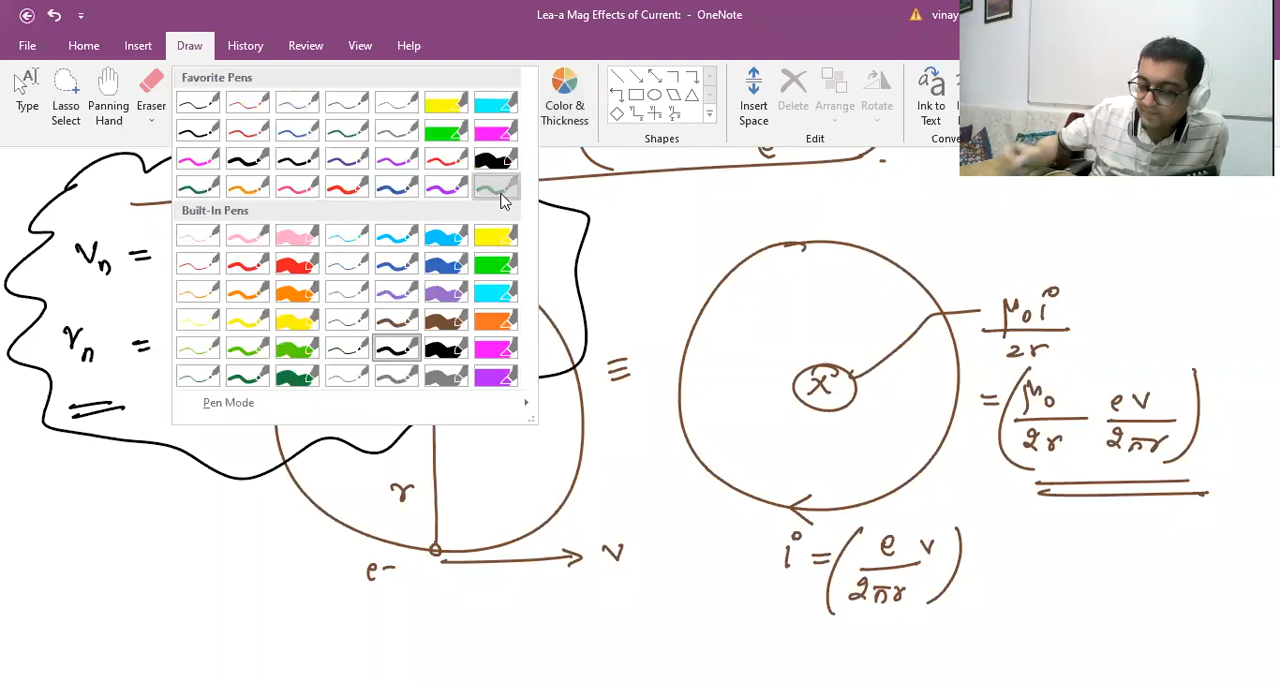 Lea-a Mag Effects of Current: - OneNote
vinay
File Home Insert Draw History Review View Help
Type
Lasso Select
Panning Hand
Eraser
Favorite Pens
Built-In Pens
Pen Mode
Color & Thickness
Shapes
Insert Space
Delete
Arrange
Rotate
Edit
Ink to Text
Conve
e
vₙ =
rₙ =
r
e-
v
≡
x
μ₀i
2r
= (μ₀/2r ev/2πr)
i = (e v/2πr)